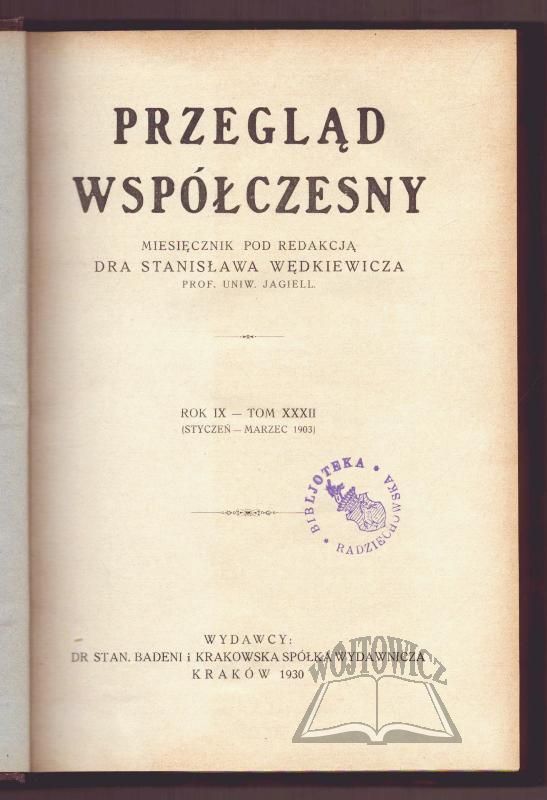 PRZEGLĄD
WSPÓŁCZESNY
MIESIĘCZNIK POD REDAKCJĄ
DRA STANISŁAWA WĘDKIEWICZA
PROF. UNIW. JAGIELL.
ROK IX — TOM XXXII
(STYCZEŃ — MARZEC 1903)
BIBLJOTEKA
RADZIECHOWSKA
WYDAWCY:
DR STAN. BADENI i KRAKOWSKA SPÓŁKA WYDAWNICZA
KRAKÓW 1930
WOJTOWICZ